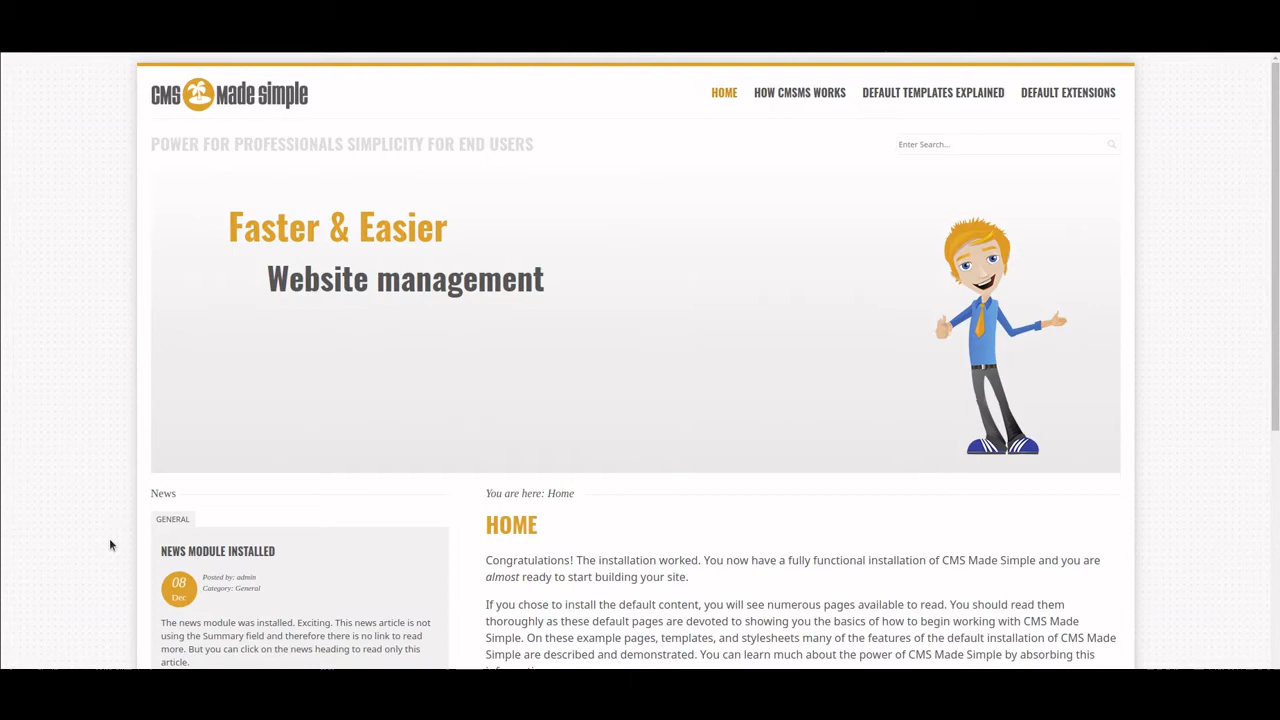 CMS Made Simple
HOME HOW CMSMS WORKS DEFAULT TEMPLATES EXPLAINED DEFAULT EXTENSIONS
POWER FOR PROFESSIONALS SIMPLICITY FOR END USERS
Enter Search...
Faster & Easier
Website management
News
GENERAL
NEWS MODULE INSTALLED
08
Dec
Posted by: admin
Category: General
The news module was installed. Exciting. This news article is not
using the Summary field and therefore there is no link to read
more. But you can click on the news heading to read only this
article.
You are here: Home
HOME
Congratulations! The installation worked. You now have a fully functional installation of CMS Made Simple and you are
almost ready to start building your site.
If you chose to install the default content, you will see numerous pages available to read. You should read them
thoroughly as these default pages are devoted to showing you the basics of how to begin working with CMS Made
Simple. On these example pages, templates, and stylesheets many of the features of the default installation of CMS Made
Simple are described and demonstrated. You can learn much about the power of CMS Made Simple by absorbing this